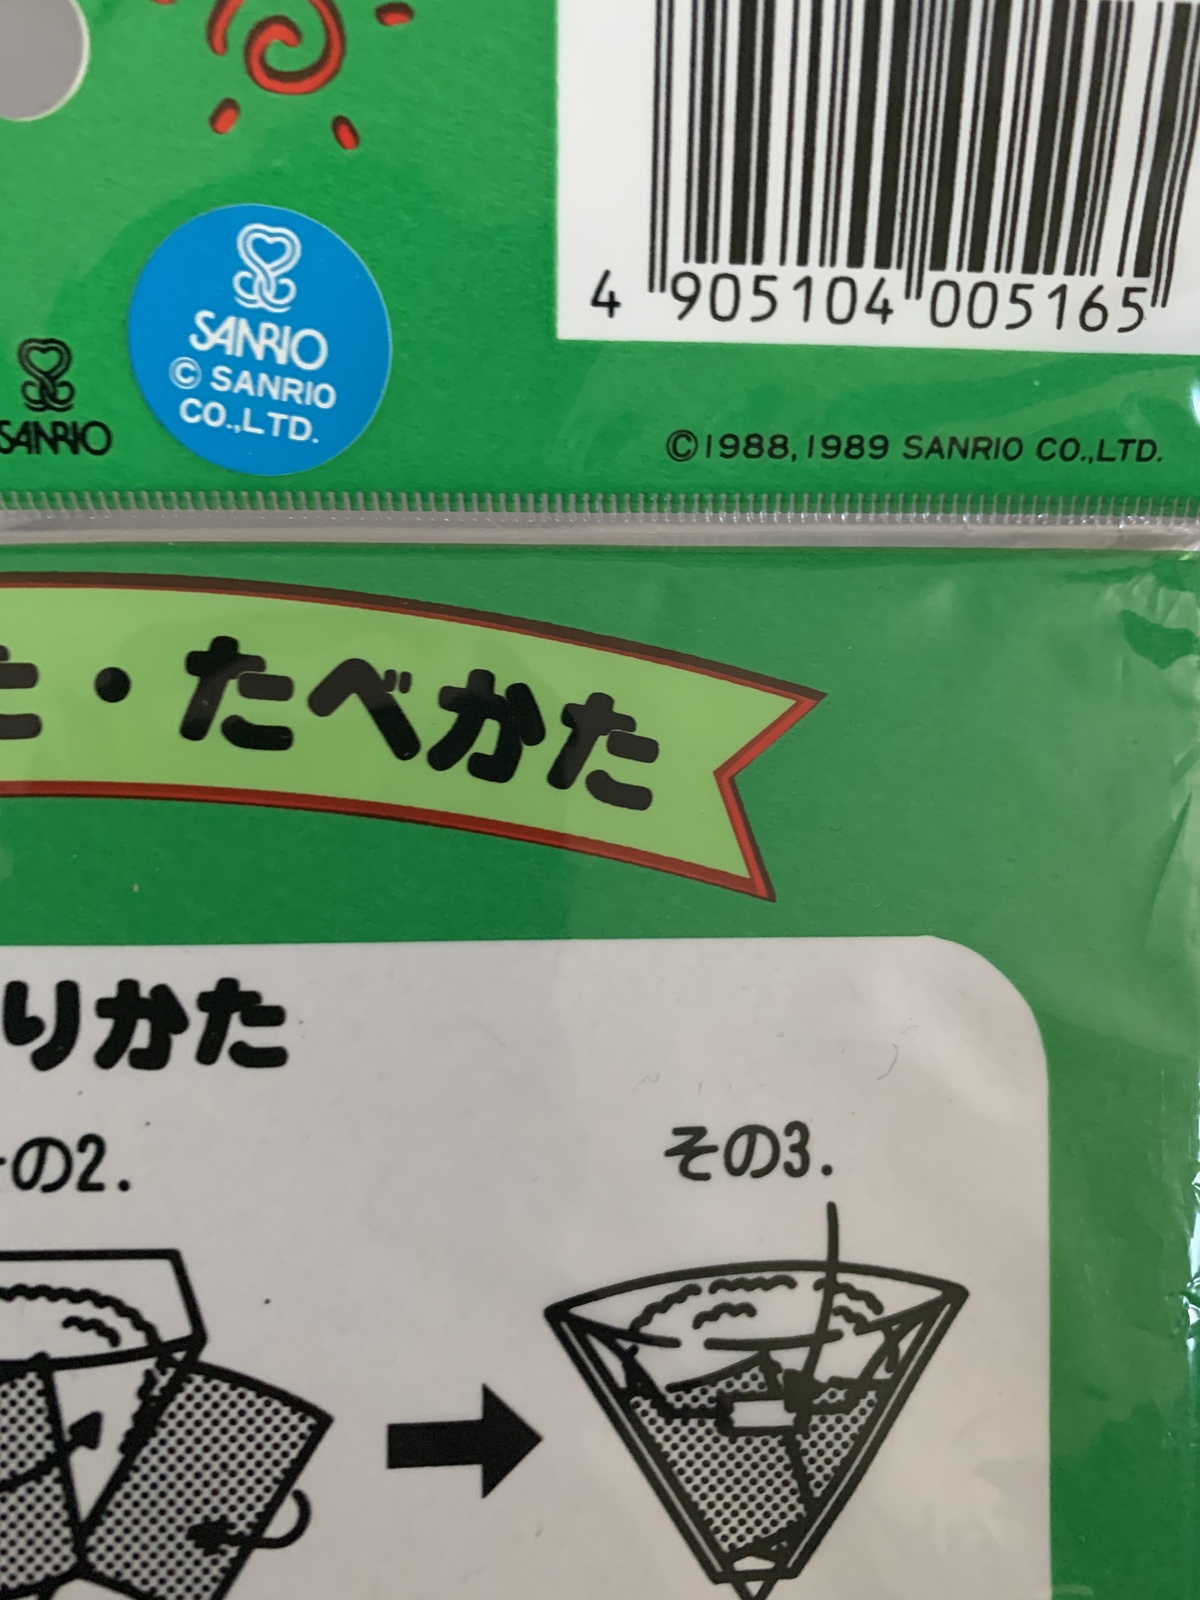 4 905104 005165
SANRIO
© SANRIO
CO.,LTD.
SANRIO
©1988,1989 SANRIO CO.,LTD.
た・たべかた
りかた
の2.
その3.